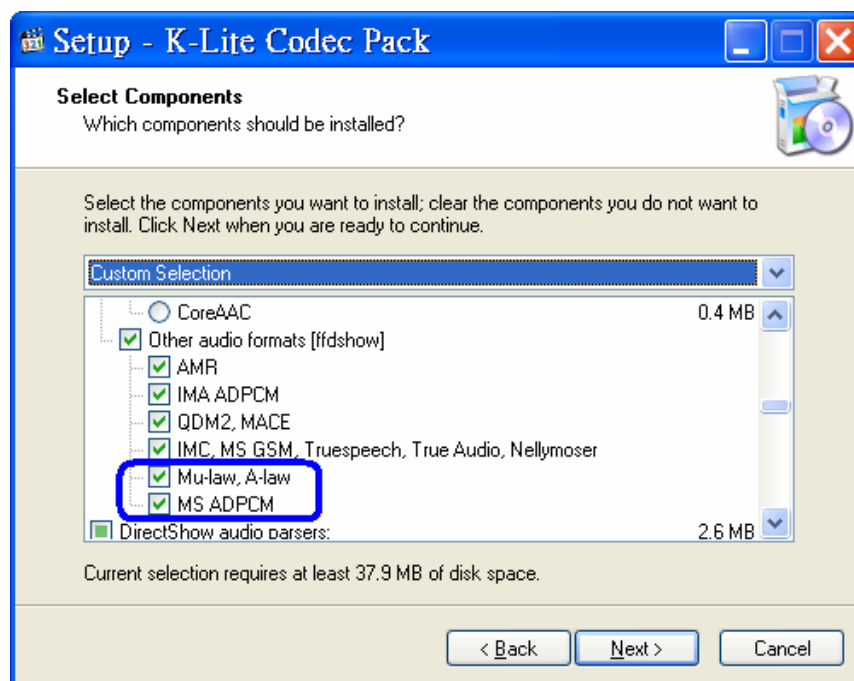 Setup - K-Lite Codec Pack
Select Components
Which components should be installed?
Select the components you want to install; clear the components you do not want to
install. Click Next when you are ready to continue.
Custom Selection
CoreAAC 0.4 MB
Other audio formats [ffdshow]
AMR
IMA ADPCM
QDM2, MACE
IMC, MS GSM, Truespeech, True Audio, Nellymoser
Mu-law, A-law
MS ADPCM
DirectShow audio parsers: 2.6 MB
Current selection requires at least 37.9 MB of disk space.
< Back Next > Cancel